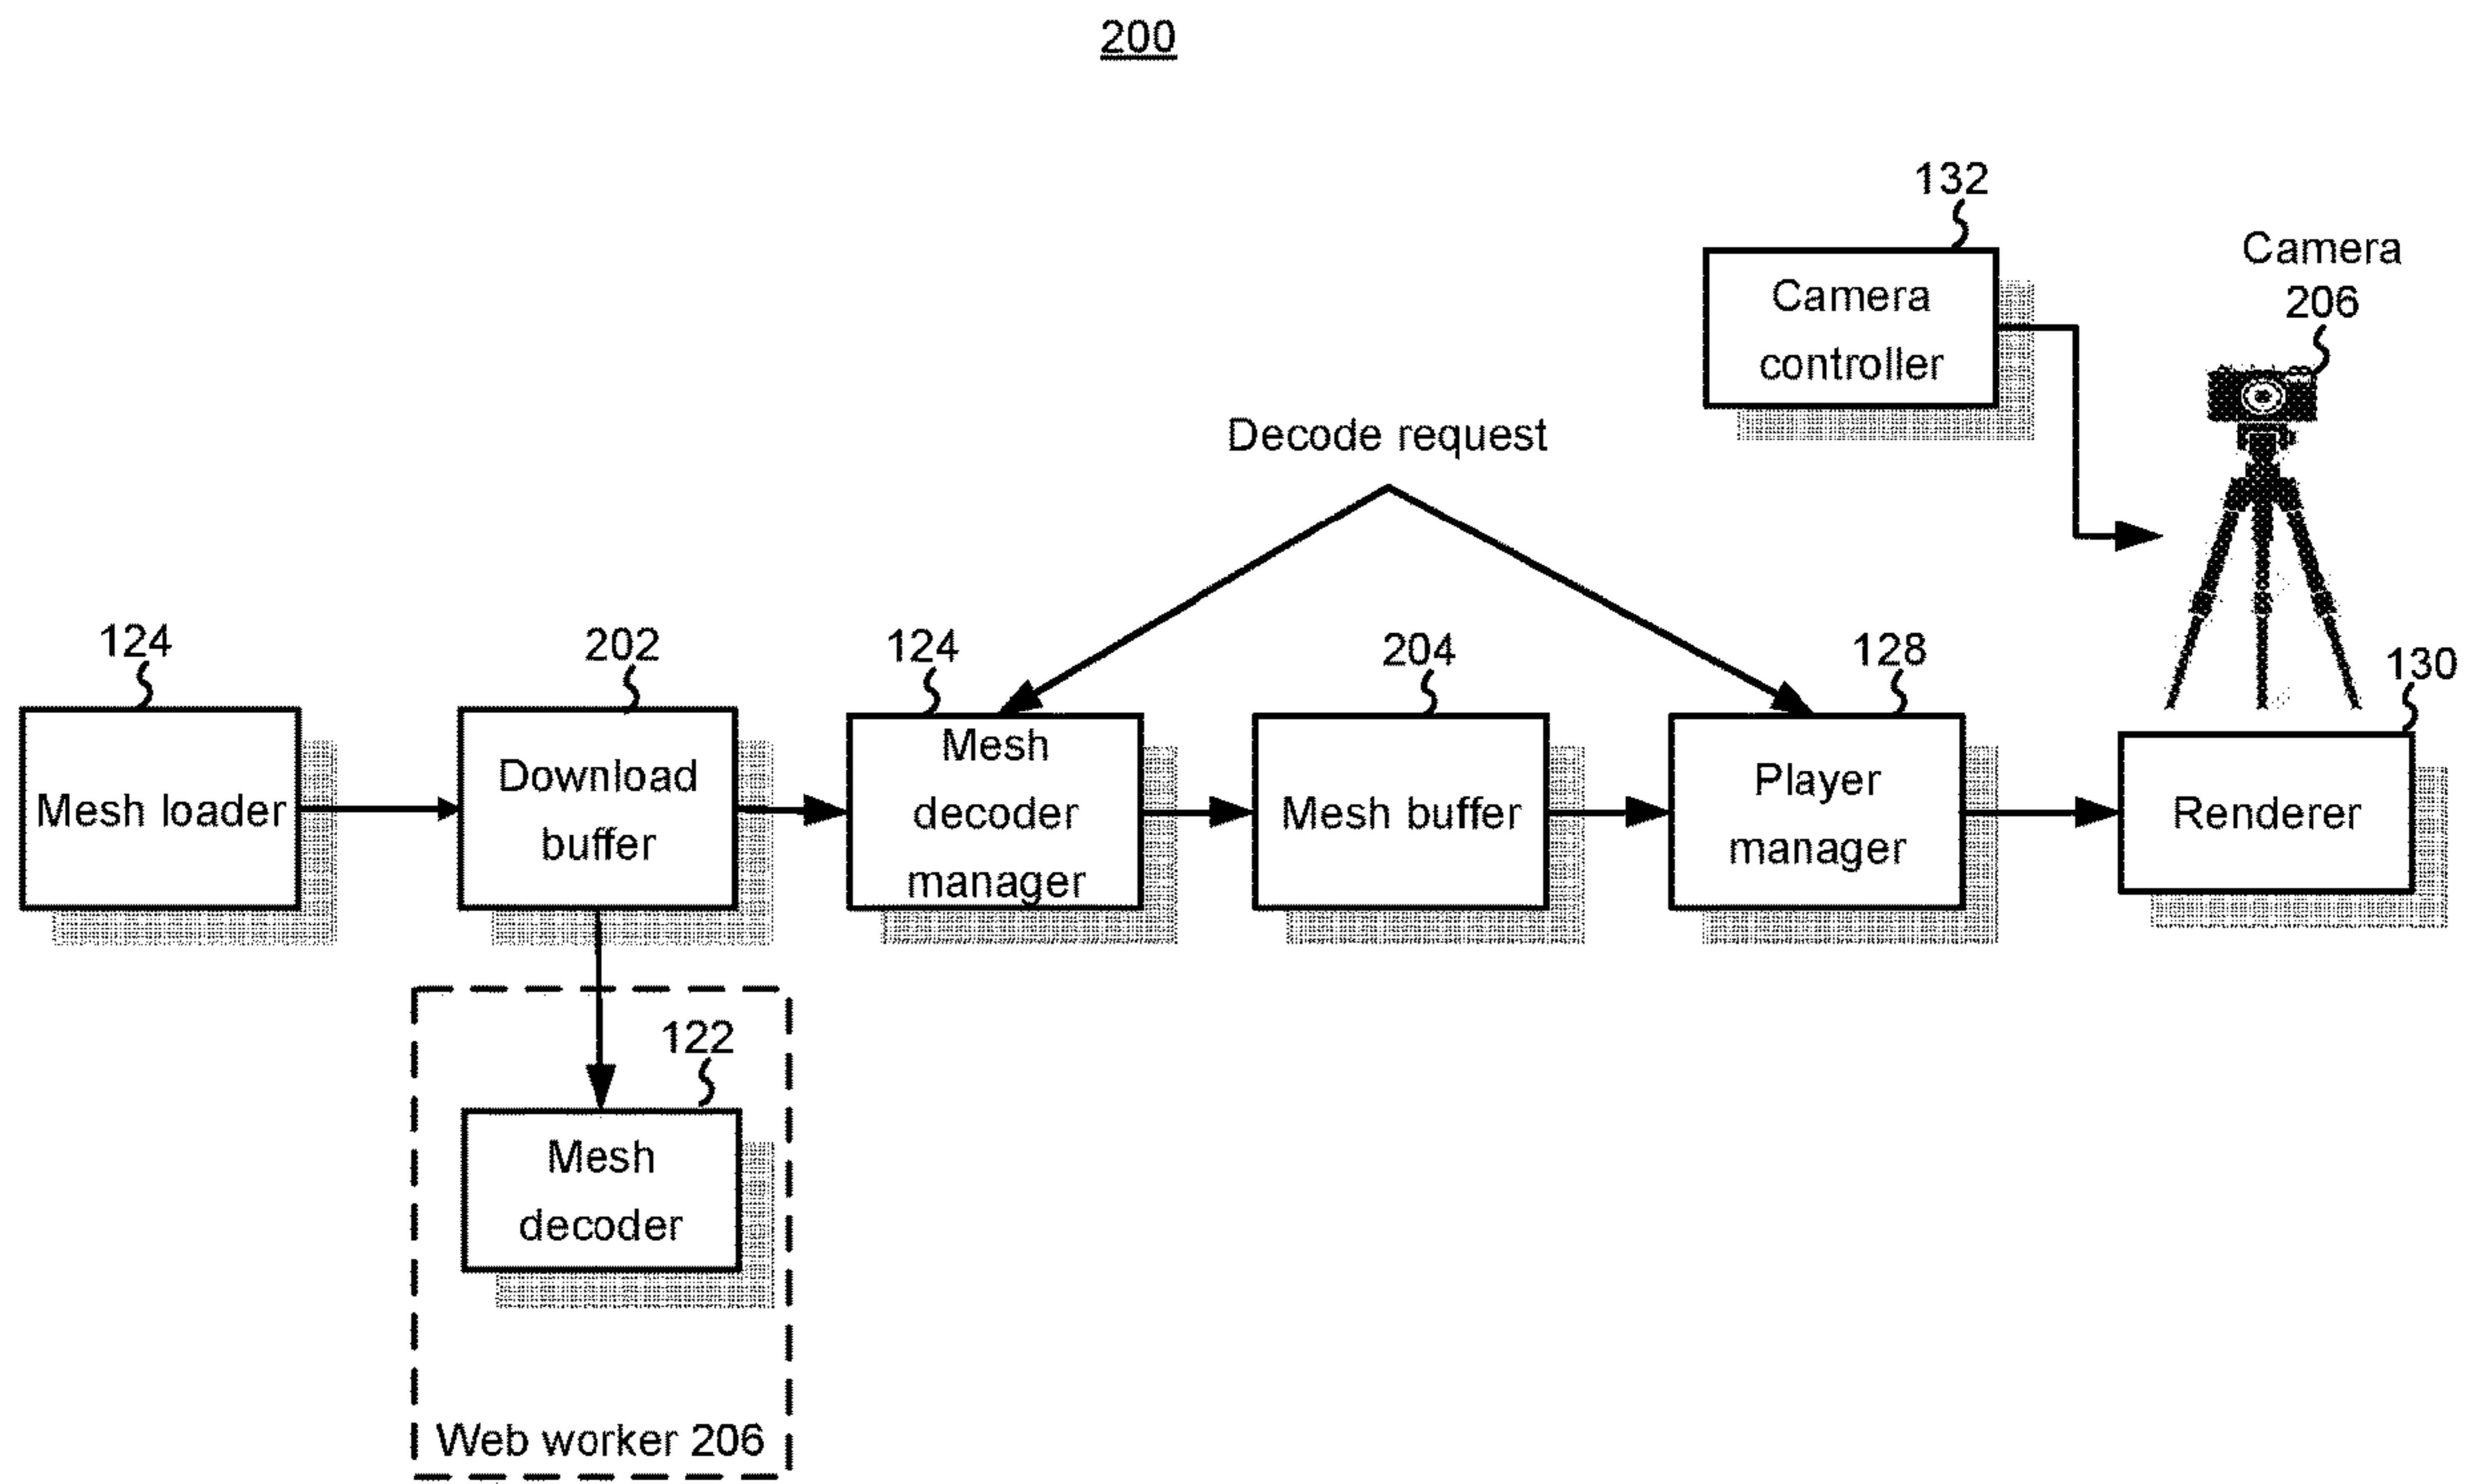 200
132
Camera
controller
Camera
206
Decode request
124
Mesh loader
202
Download
buffer
124
Mesh
decoder
manager
204
Mesh buffer
128
Player
manager
130
Renderer
122
Mesh
decoder
Web worker 206